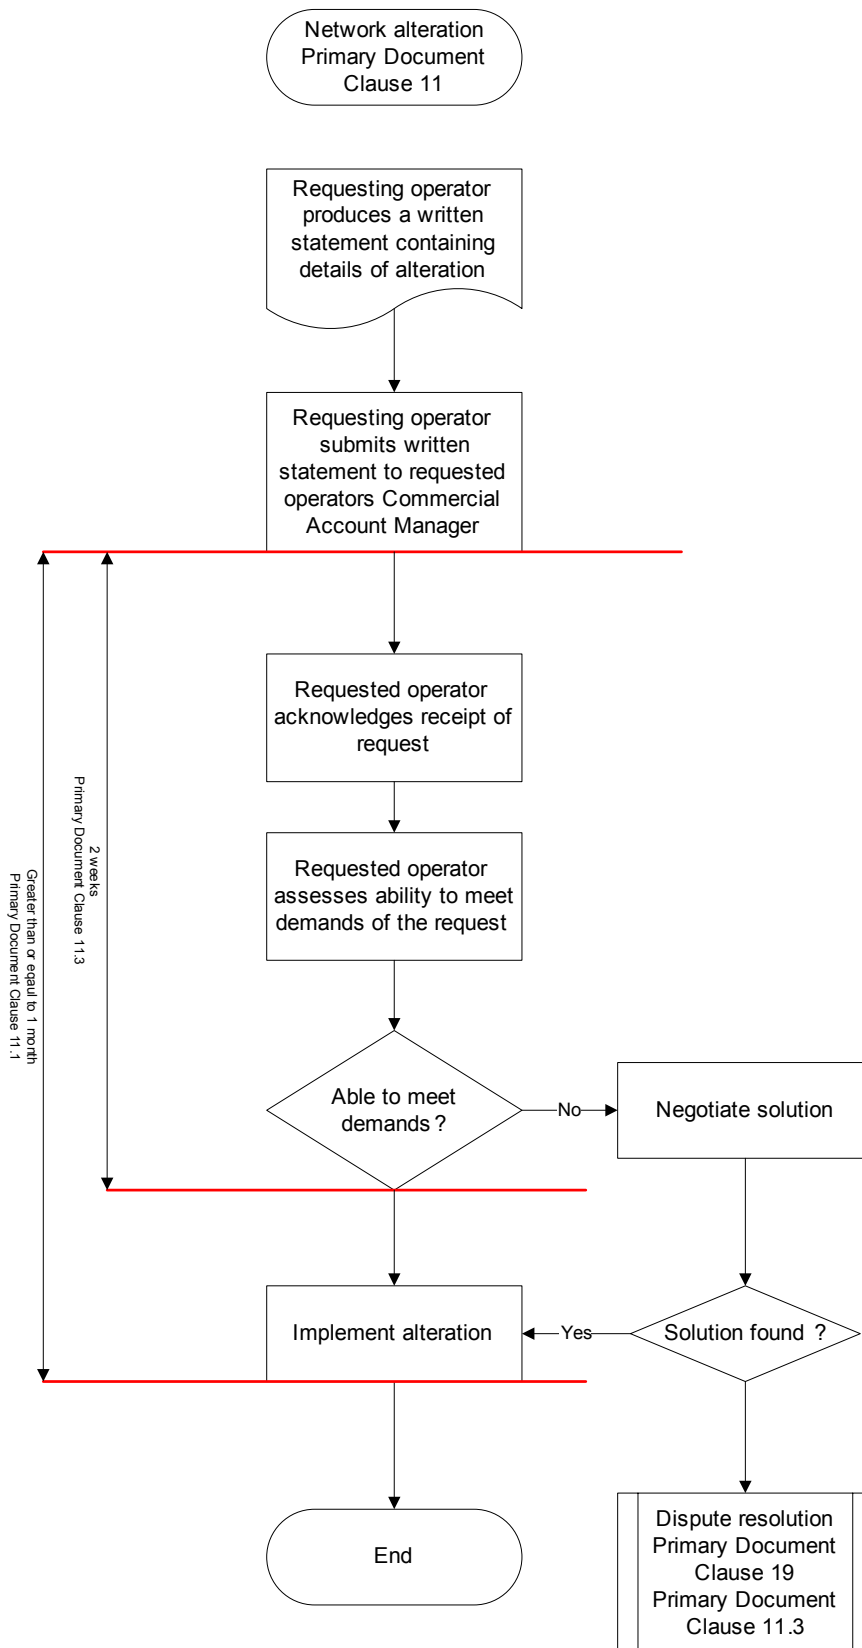 Network alteration
Primary Document
Clause 11
Requesting operator
produces a written
statement containing
details of alteration
Requesting operator
submits written
statement to requested
operators Commercial
Account Manager
Requested operator
acknowledges receipt of
request
2 weeks
Primary Document Clause 11.3
Greater than or eqaul to 1 month
Primary Document Clause 11.1
Requested operator
assesses ability to meet
demands of the request
Able to meet
demands ?
No
Negotiate solution
Implement alteration
Yes
Solution found ?
End
Dispute resolution
Primary Document
Clause 19
Primary Document
Clause 11.3